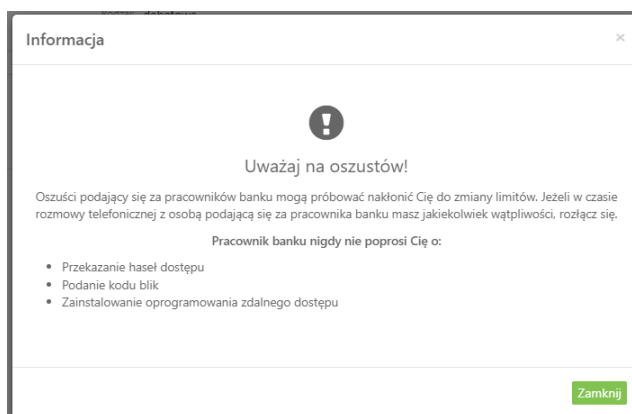 debetowa
Informacja
×
Uważaj na oszustów!
Oszuści podający się za pracowników banku mogą próbować nakłonić Cię do zmiany limitów. Jeżeli w czasie
rozmowy telefonicznej z osobą podającą się za pracownika banku masz jakiekolwiek wątpliwości, rozłącz się.
Pracownik banku nigdy nie poprosi Cię o:
• Przekazanie haseł dostępu
• Podanie kodu blik
• Zainstalowanie oprogramowania zdalnego dostępu
Zamknij